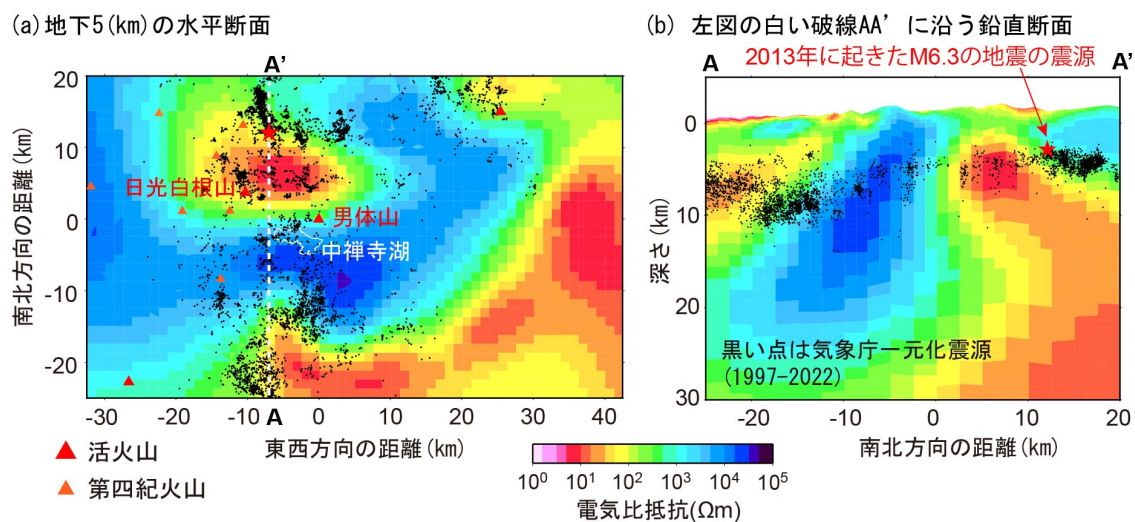 (a)地下5(km)の水平断面
(b) 左図の白い破線AA’に沿う鉛直断面
A’
20
10
0
-10
-20
南北方向の距離(km)
日光白根山
男体山
中禅寺湖
-30
-20
-10
0
10
20
30
40
A
東西方向の距離(km)
A
2013年に起きたM6.3の地震の震源
A’
0
10
20
30
深さ(km)
黒い点は気象庁一元化震源
(1997-2022)
-20
-10
0
10
20
南北方向の距離(km)
活火山
第四紀火山
10⁰ 10¹ 10² 10³ 10⁴ 10⁵
電気比抵抗(Ωm)